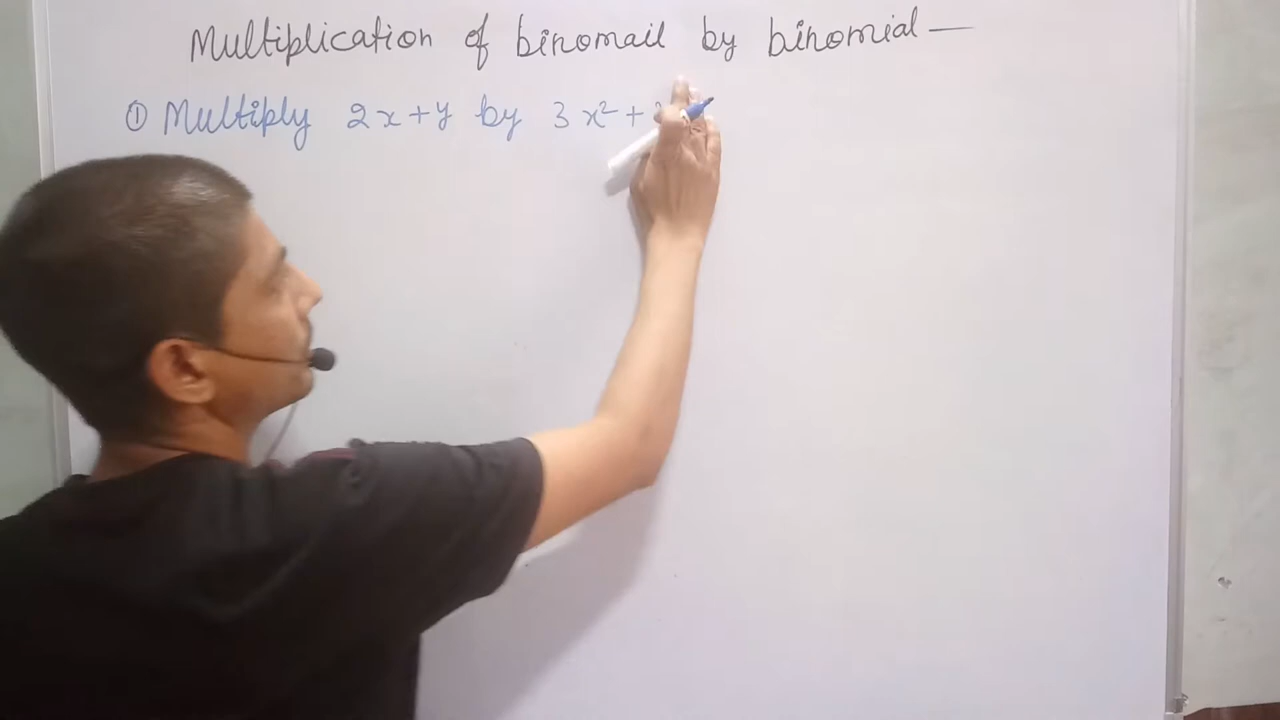 Multiplication of binomail by binomial —
① Multiply 2x+y by 3x²+